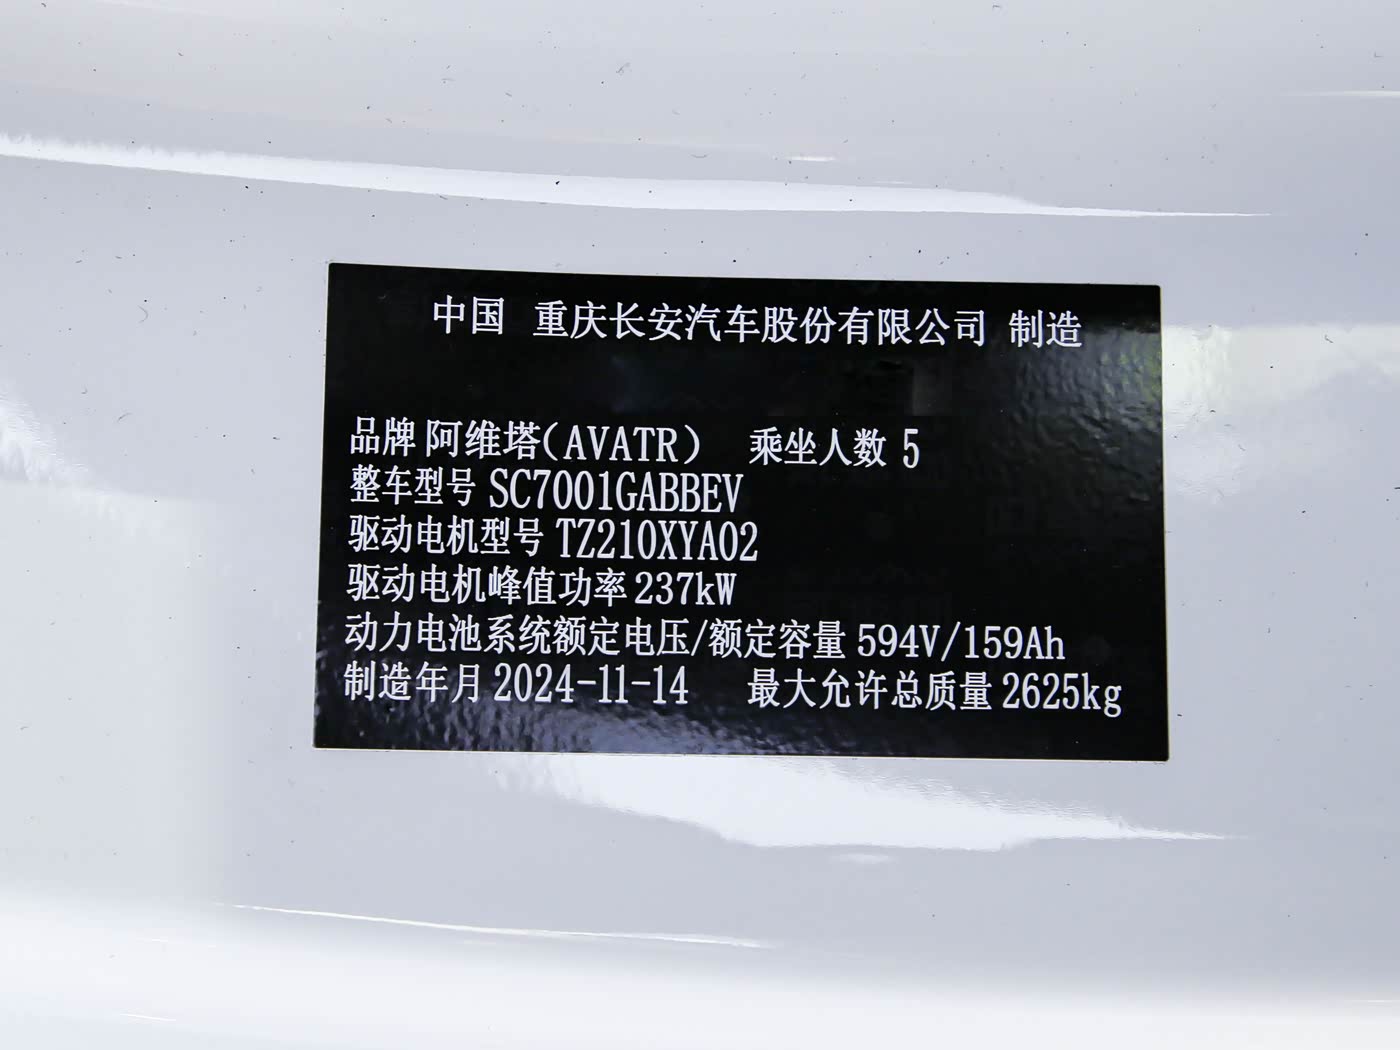 中国 重庆长安汽车股份有限公司 制造
品牌 阿维塔(AVATR) 乘坐人数 5
整车型号 SC7001GABBEV
驱动电机型号 TZ210XYA02
驱动电机峰值功率 237kW
动力电池系统额定电压/额定容量 594V/159Ah
制造年月 2024-11-14 最大允许总质量 2625kg